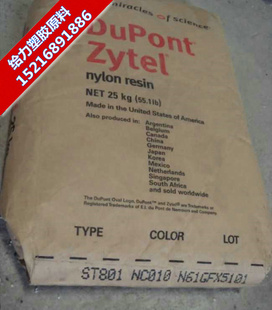 给力塑胶原料
15216891886
miracles of science
DuPont
Zytel
nylon resin
NET 25 kg (55.1lb)
Made in the United States of America
Also produced in: Argentina
Belgium
Canada
China
Germany
Japan
Korea
Mexico
Netherlands
Singapore
South Africa
and sold worldwide
TYPE COLOR LOT
ST801 NC010 N61GFX5101